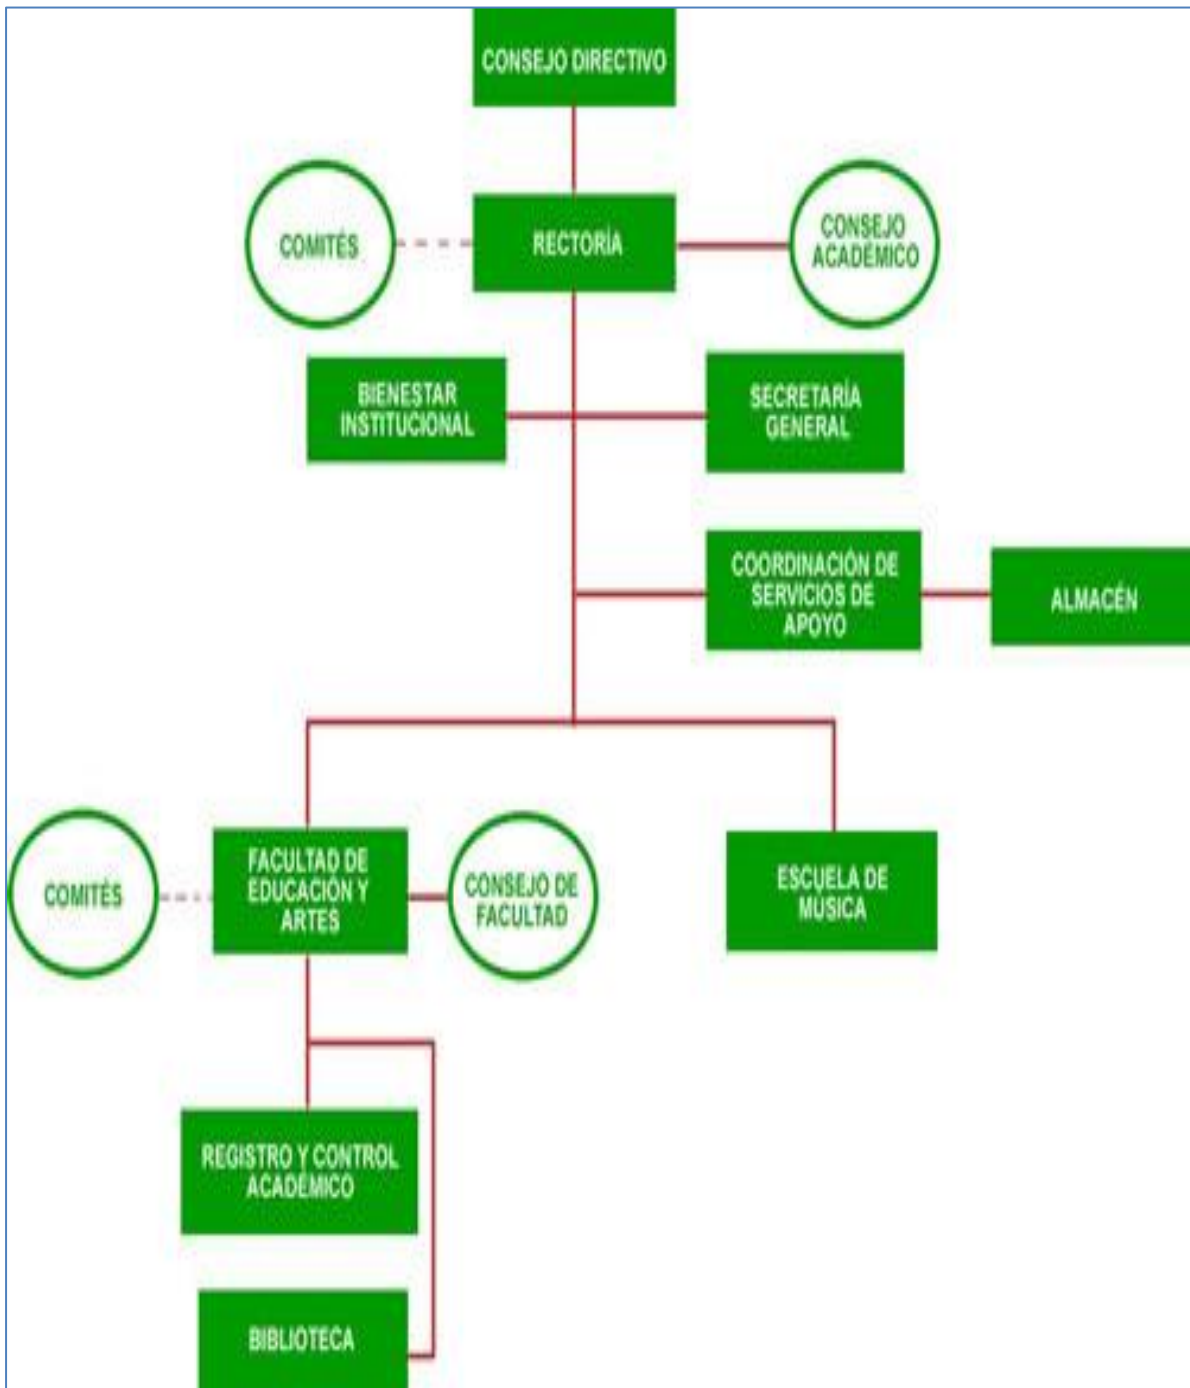 CONSEJO DIRECTIVO
COMITÉS
RECTORÍA
CONSEJO
ACADÉMICO
BIENESTAR
INSTITUCIONAL
SECRETARÍA
GENERAL
COORDINACIÓN DE
SERVICIOS DE
APOYO
ALMACÉN
COMITÉS
FACULTAD DE
EDUCACIÓN Y
ARTES
CONSEJO DE
FACULTAD
ESCUELA DE
MÚSICA
REGISTRO Y CONTROL
ACADÉMICO
BIBLIOTECA